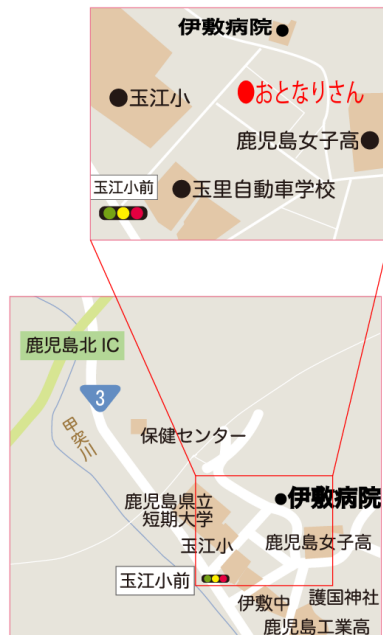 伊敷病院
玉江小
おとなりさん
鹿児島女子高
玉江小前
玉里自動車学校
鹿児島北 IC
3
甲突川
保健センター
伊敷病院
鹿児島県立
短期大学
玉江小
鹿児島女子高
玉江小前
伊敷中
護国神社
鹿児島工業高